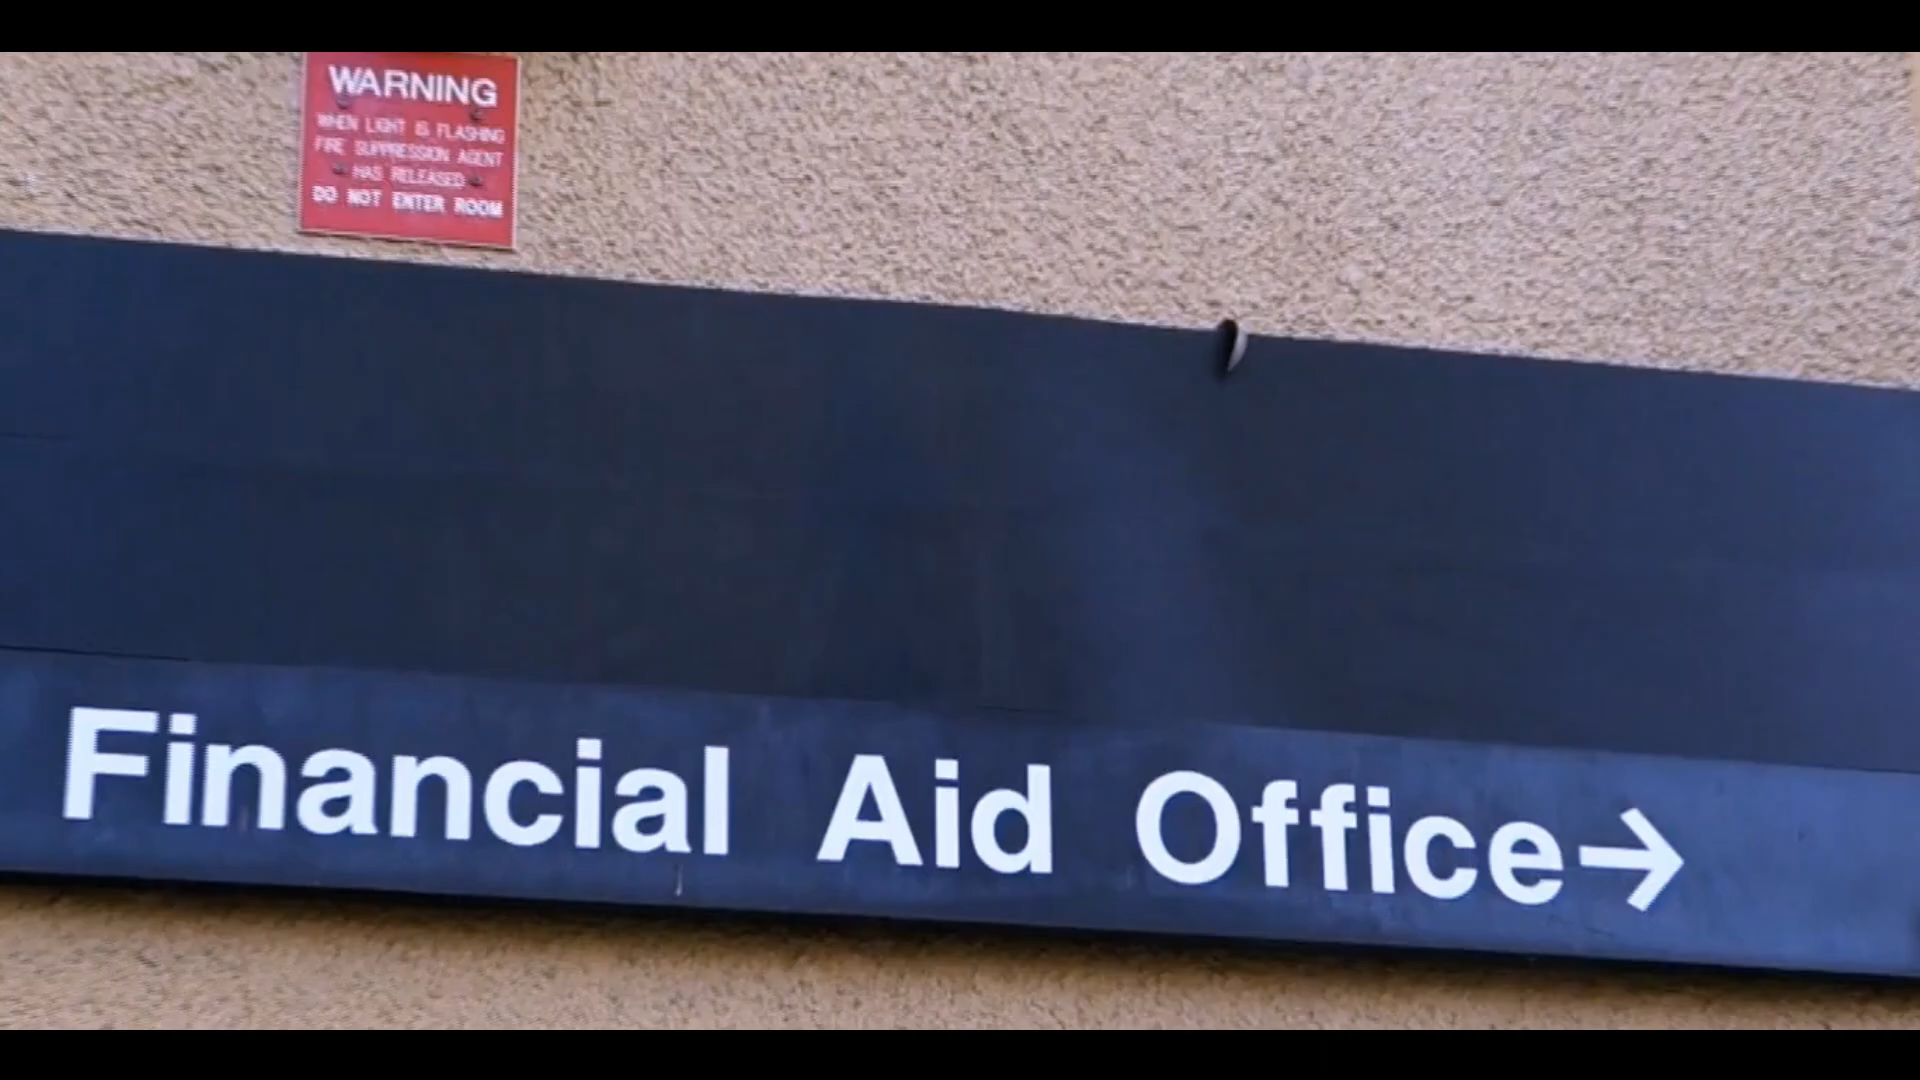 WARNING
WHEN LIGHT IS FLASHING
FIRE SUPPRESSION AGENT
HAS RELEASED
DO NOT ENTER ROOM
Financial Aid Office→